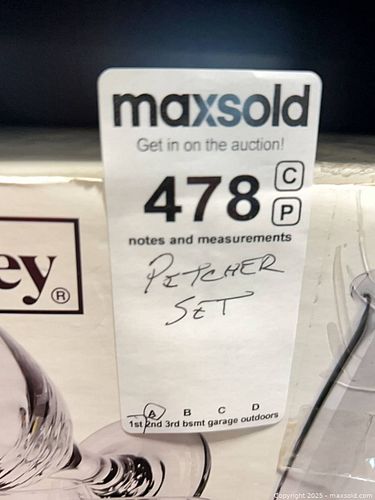 maxsold
Get in on the auction!
478 C
P
notes and measurements
PITCHER
SET
ey®
A B C D
1st 2nd 3rd bsmt garage outdoors
Copyright 2025 - maxsold.com